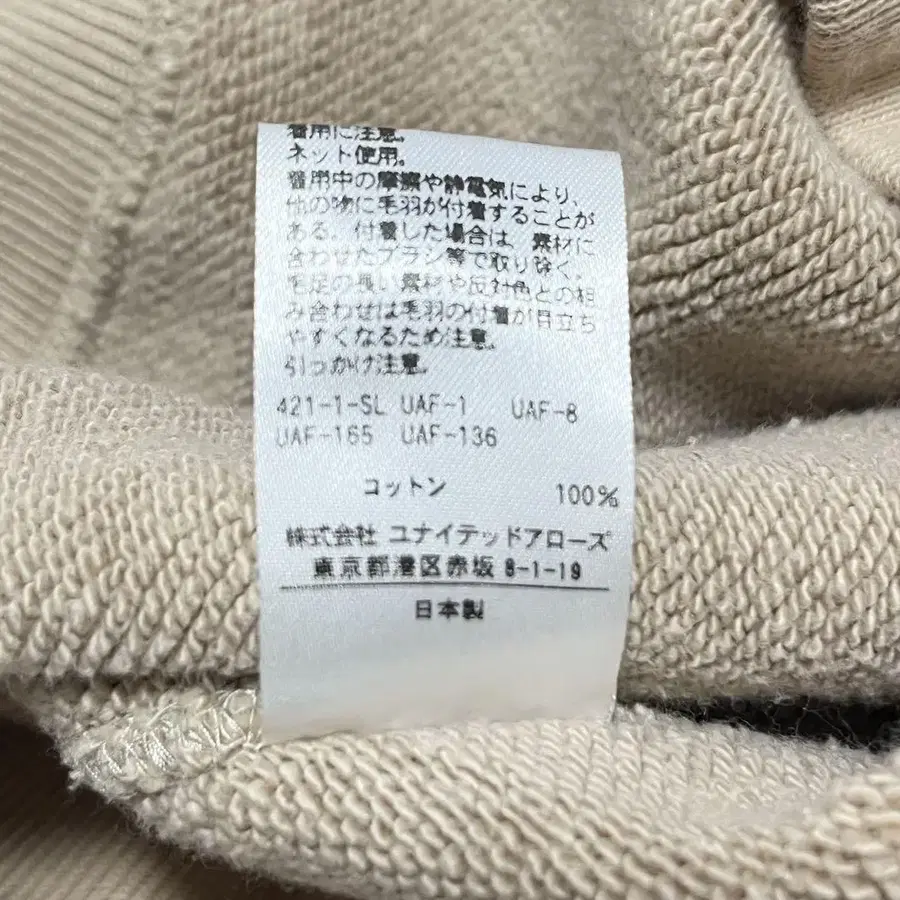 着用に注意。
ネット使用。
着用中の摩擦や静電気により、
他の物に毛羽が付着することが
ある。付着した場合は、素材に
合わせたブラシ等で取り除く。
毛足の長い素材や反対色との組
み合わせは毛羽の付着が目立ち
やすくなるため注意。
引っかけ注意。
421-1-SL UAF-1 UAF-8
UAF-165 UAF-136
コットン 100%
株式会社 ユナイテッドアローズ
東京都港区赤坂 8-1-19
日本製